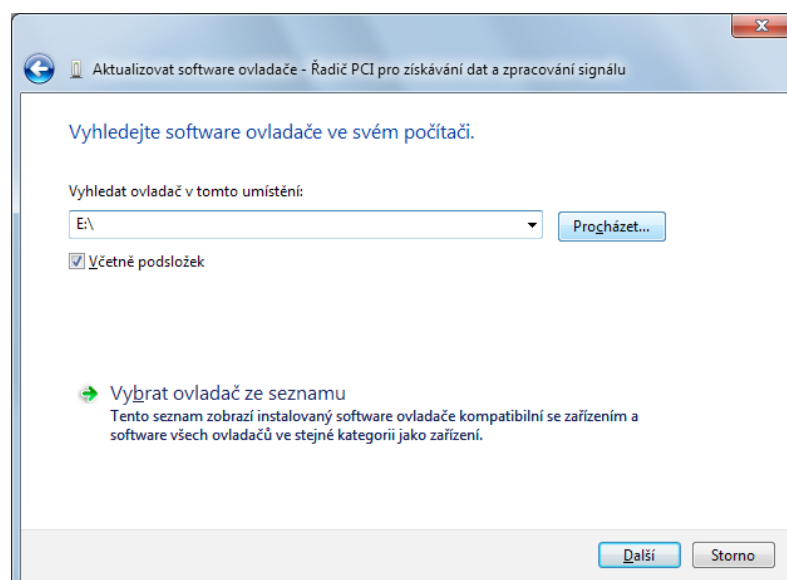 Aktualizovat software ovladače - Řadič PCI pro získávání dat a zpracování signálu
Vyhledejte software ovladače ve svém počítači.
Vyhledat ovladač v tomto umístění:
E:\
Procházet...
Včetně podsložek
Vybrat ovladač ze seznamu
Tento seznam zobrazí instalovaný software ovladače kompatibilní se zařízením a
software všech ovladačů ve stejné kategorii jako zařízení.
Další
Storno